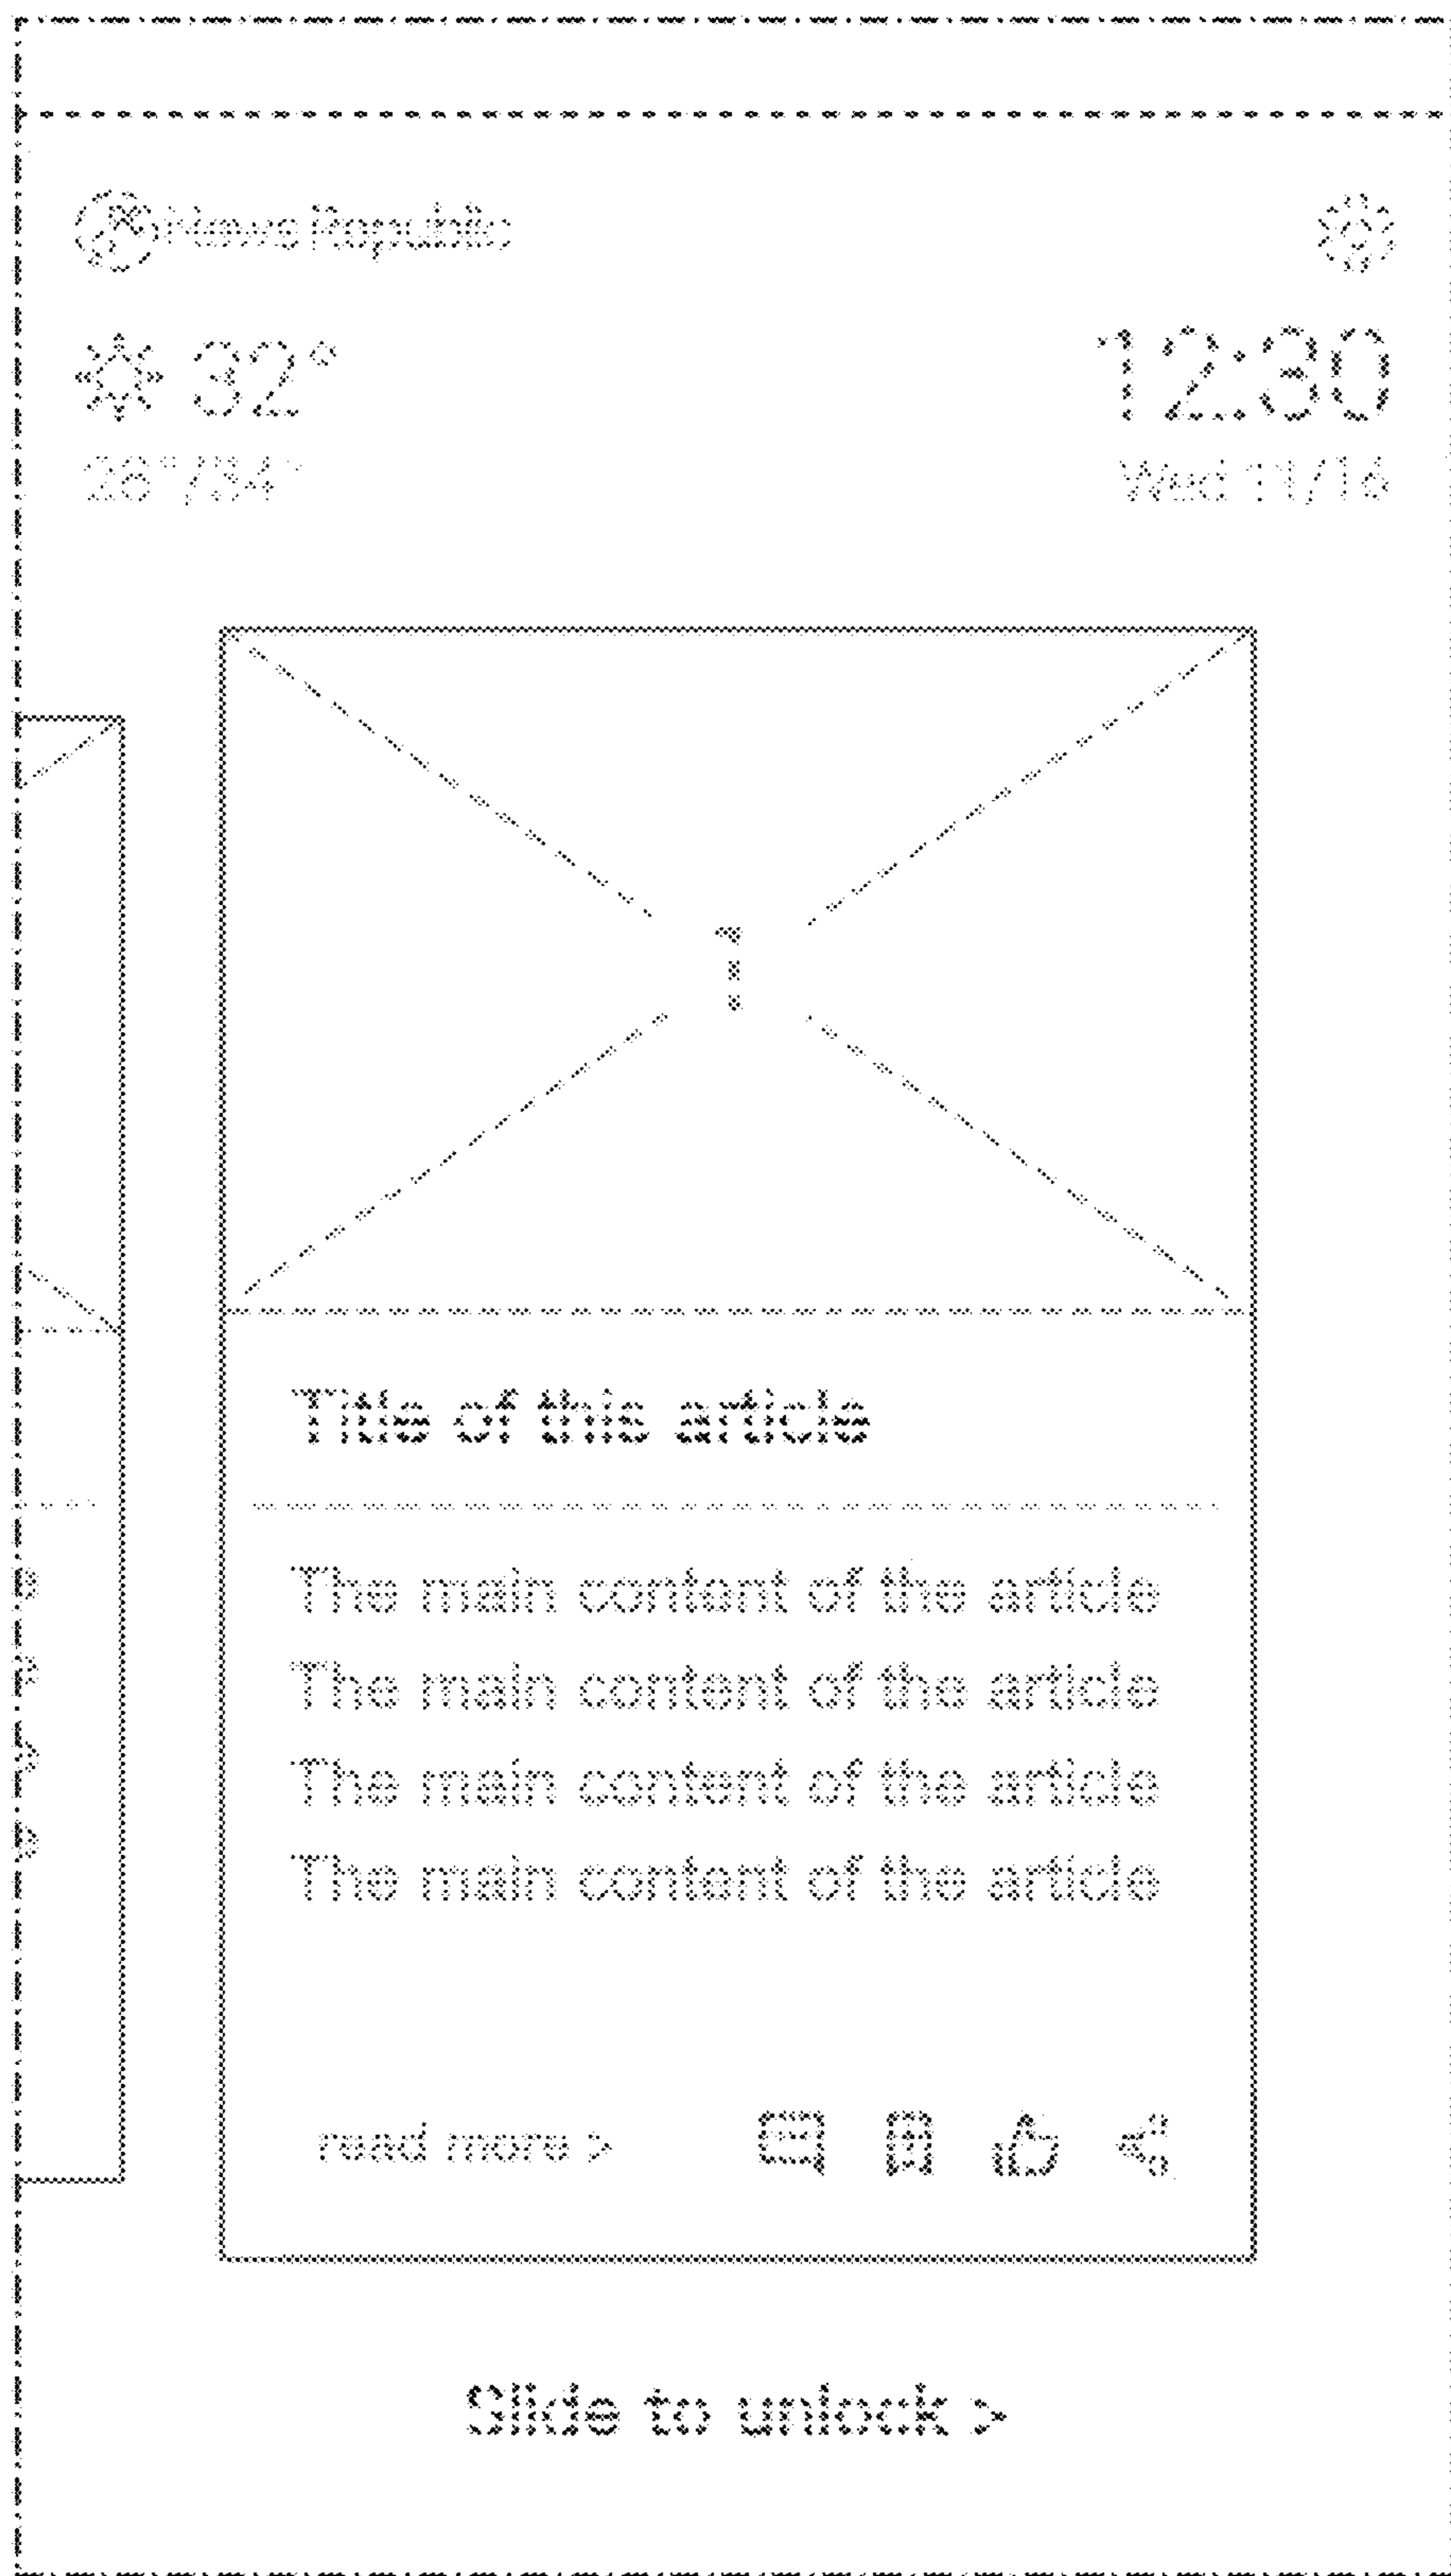 News Republic
32°
12:30
28°/34°
Wed 11/16
1
Title of this article
The main content of the article
The main content of the article
The main content of the article
The main content of the article
read more >
Slide to unlock >